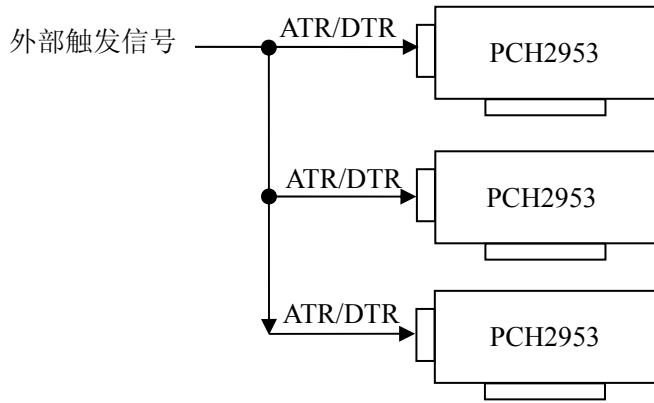 外部触发信号
ATR/DTR
PCH2953
ATR/DTR
PCH2953
ATR/DTR
PCH2953